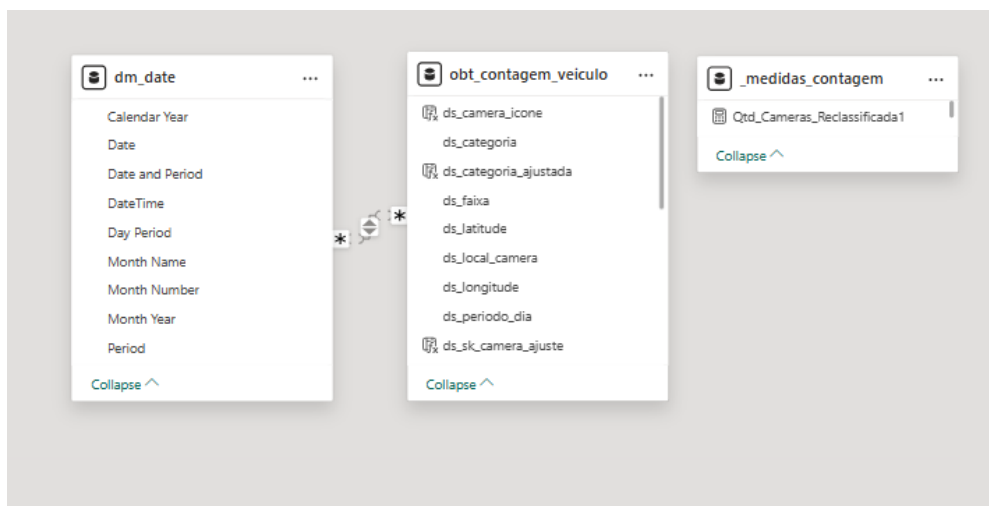 dm_date
Calendar Year
Date
Date and Period
DateTime
Day Period
Month Name
Month Number
Month Year
Period
Collapse
*
*
obt_contagem_veiculo
ds_camera_icone
ds_categoria
ds_categoria_ajustada
ds_faixa
ds_latitude
ds_local_camera
ds_longitude
ds_periodo_dia
ds_sk_camera_ajuste
Collapse
_medidas_contagem
Qtd_Cameras_Reclassificada1
Collapse